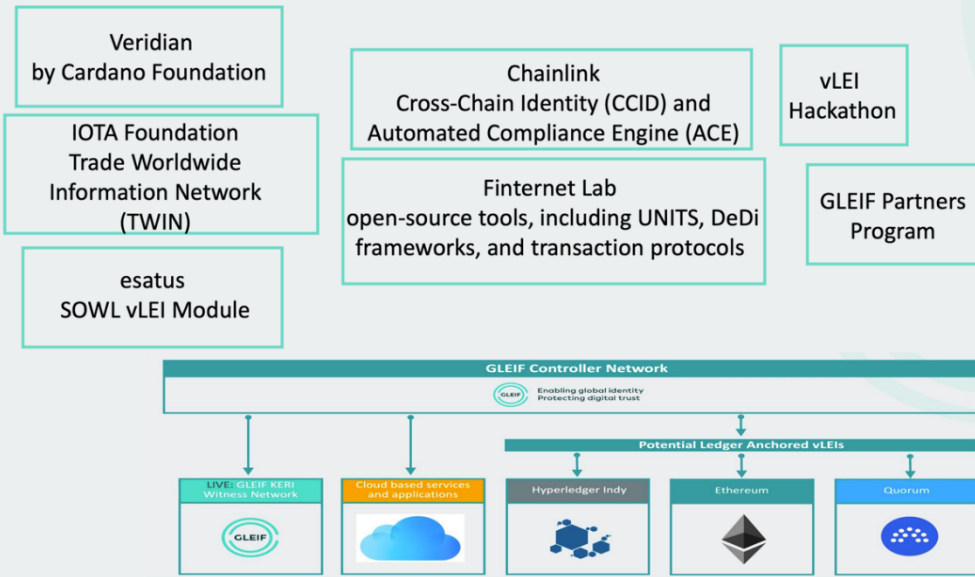 Veridian
by Cardano Foundation
IOTA Foundation
Trade Worldwide
Information Network
(TWIN)
esatus
SOWL vLEI Module
Chainlink
Cross-Chain Identity (CCID) and
Automated Compliance Engine (ACE)
Finternet Lab
open-source tools, including UNITS, DeDi
frameworks, and transaction protocols
vLEI
Hackathon
GLEIF Partners
Program
GLEIF Controller Network
GLEIF
Enabling global identity
Protecting digital trust
Potential Ledger Anchored vLEIs
LIVE: GLEIF KERI
Witness Network
GLEIF
Cloud based services
and applications
Hyperledger Indy
Ethereum
Quorum